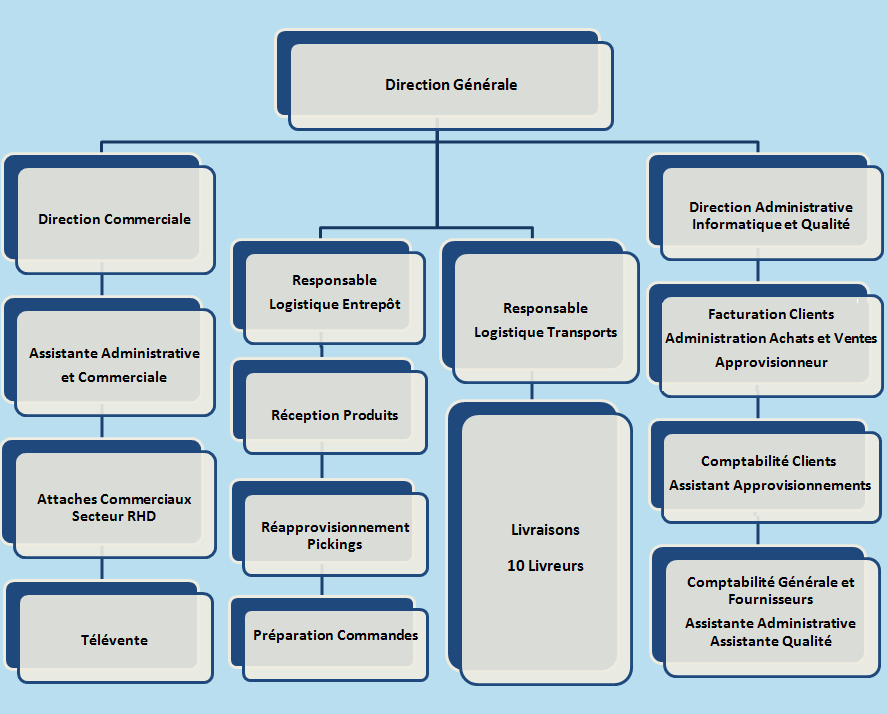 Direction Générale
Direction Commerciale
Assistante Administrative
et Commerciale
Attaches Commerciaux
Secteur RHD
Télévente
Responsable
Logistique Entrepôt
Réception Produits
Réapprovisionnement
Pickings
Préparation Commandes
Responsable
Logistique Transports
Livraisons
10 Livreurs
Direction Administrative
Informatique et Qualité
Facturation Clients
Administration Achats et Ventes
Approvisionneur
Comptabilité Clients
Assistant Approvisionnements
Comptabilité Générale et
Fournisseurs
Assistante Administrative
Assistante Qualité